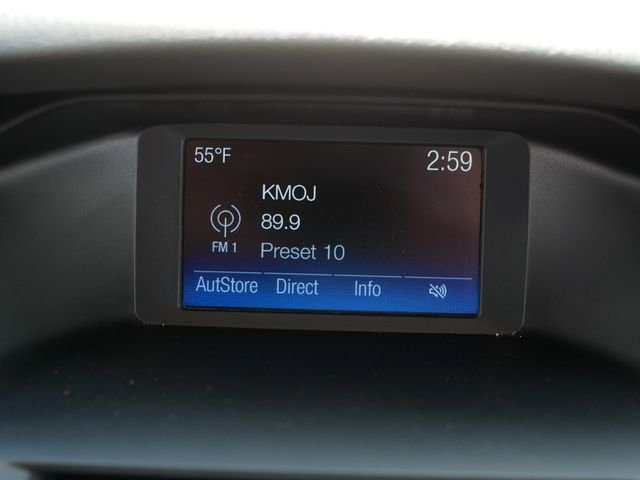 55°F 2:59
KMOJ
89.9
FM 1 Preset 10
AutStore Direct Info